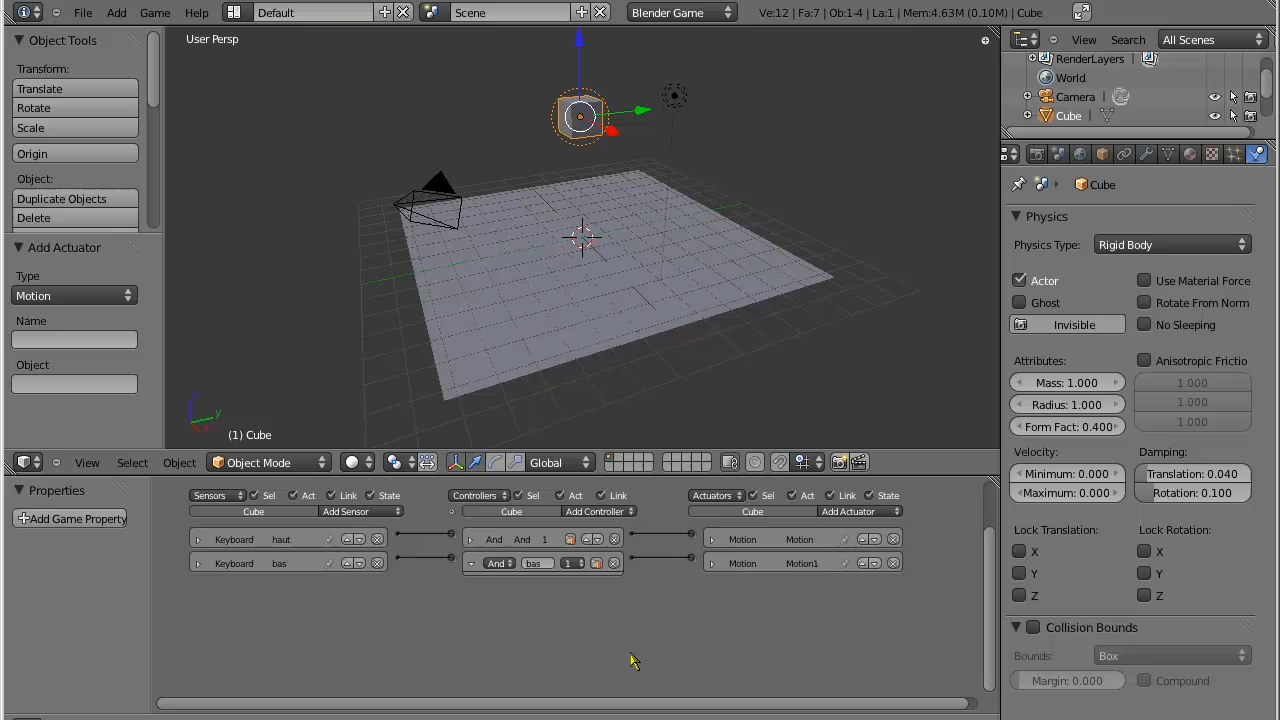 File Add Game Help Default Scene Blender Game Ve:12 | Fa:7 | Ob:1-4 | La:1 | Mem:4.63M (0.10M) | Cube
Object Tools
Transform:
Translate
Rotate
Scale
Origin
Object:
Duplicate Objects
Delete
Add Actuator
Type
Motion
Name
Object
User Persp
z
y
x
(1) Cube
View Search All Scenes
RenderLayers
World
Camera
Cube
Cube
Physics
Physics Type: Rigid Body
Actor Use Material Force
Ghost Rotate From Norm
Invisible No Sleeping
Attributes: Anisotropic Frictio
Mass: 1.000 1.000
Radius: 1.000 1.000
Form Fact: 0.400 1.000
Velocity: Damping:
Minimum: 0.000 Translation: 0.040
Maximum: 0.000 Rotation: 0.100
Lock Translation: Lock Rotation:
X X
Y Y
Z Z
Collision Bounds
Bounds: Box
Margin: 0.000 Compound
View Select Object Object Mode Global
Properties
Add Game Property
Sensors Sel Act Link State Controllers Sel Act Link Actuators Sel Act Link State
Cube Add Sensor Cube Add Controller Cube Add Actuator
Keyboard haut And And 1 Motion Motion
Keyboard bas And bas 1 Motion Motion1